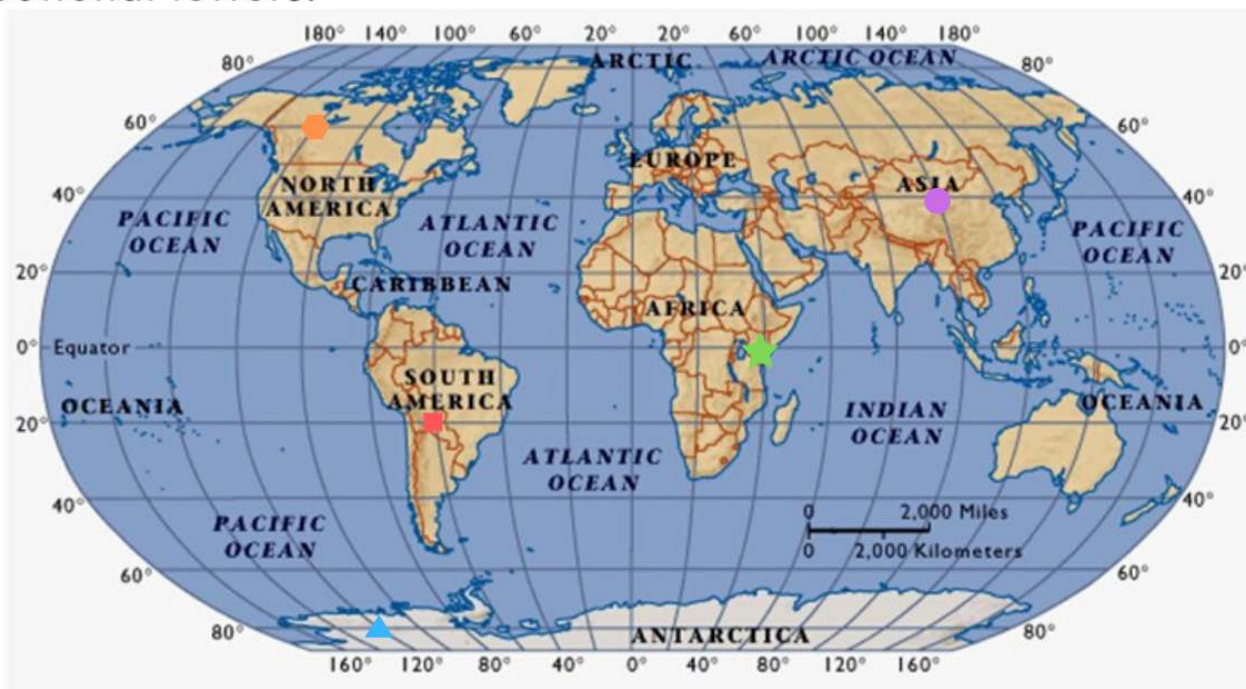 180° 140° 100° 60° 20° 20° 60° 100° 140° 180°
ARCTIC
ARCTIC OCEAN
80°
80°
60°
60°
EUROPE
NORTH
AMERICA
ASIA
40°
40°
PACIFIC
OCEAN
ATLANTIC
OCEAN
PACIFIC
OCEAN
20°
20°
CARIBBEAN
AFRICA
0°
Equator
0°
SOUTH
AMERICA
OCEANIA
OCEANIA
INDIAN
OCEAN
20°
20°
ATLANTIC
OCEAN
40°
40°
0 2,000 Miles
0 2,000 Kilometers
PACIFIC
OCEAN
60°
60°
80°
80°
ANTARCTICA
160° 120° 80° 40° 0° 40° 80° 120° 160°